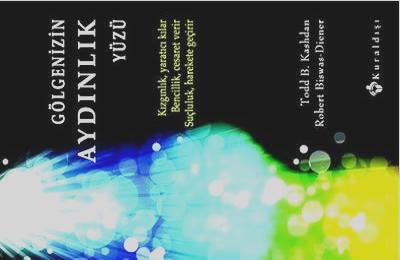 GÖLGENİZİN
AYDINLIK
YÜZÜ
Kızgınlık, yaratıcı kılar
Bencillik, cesaret verir
Suçluluk, harekete geçirir
Todd B. Kashdan
Robert Biswas-Diener
Kuraldışı